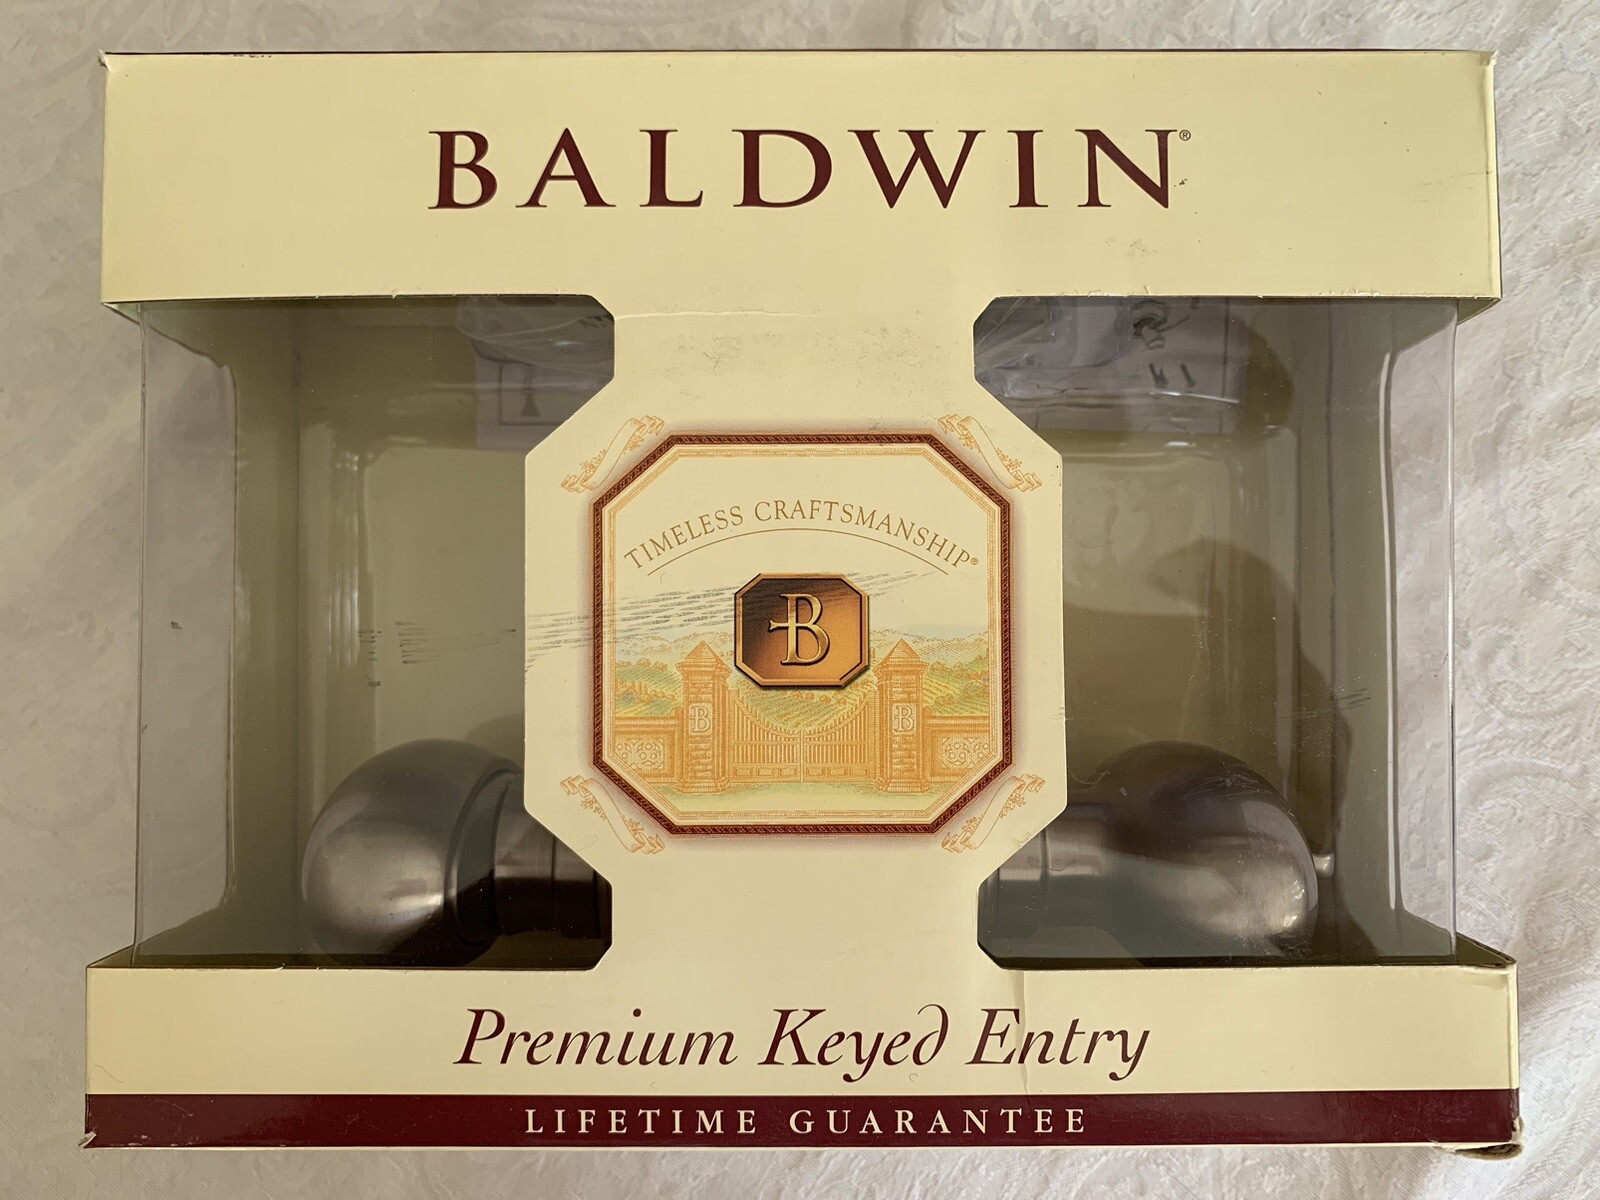 BALDWIN®
TIMELESS CRAFTSMANSHIP®
B
B B
Premium Keyed Entry
LIFETIME GUARANTEE